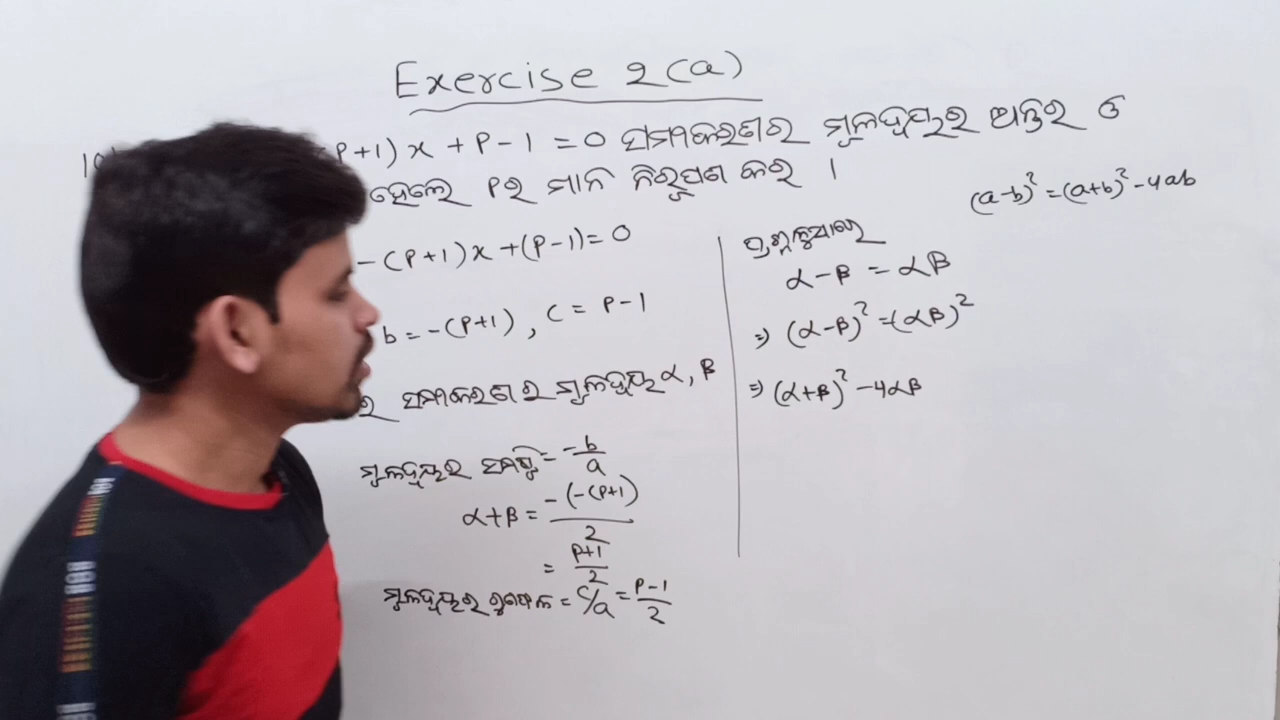 Exercise 2(a)
P+1) x + P - 1 = 0 ସମୀକରଣର ମୂଳଦ୍ୱୟର ଅନ୍ତର ଓ
ହେଲେ Pର ମାନ ନିରୂପଣ କର ।
(a-b)² = (a+b)² - 4ab
-(P+1)x + (P-1) = 0
b = -(P+1) , C = P-1
ସମୀକରଣ ର ମୂଳଦ୍ୱୟ α, β
ମୂଳଦ୍ୱୟର ସମଷ୍ଟି = -b/a
α+β = -(-(P+1)/2
= P+1/2
ମୂଳଦ୍ୱୟର ଗୁଣଫଳ = C/a = P-1/2
ପ୍ରଶ୍ନାନୁସାରେ
α - β = αβ
⇒ (α-β)² = (αβ)²
⇒ (α+β)² - 4αβ